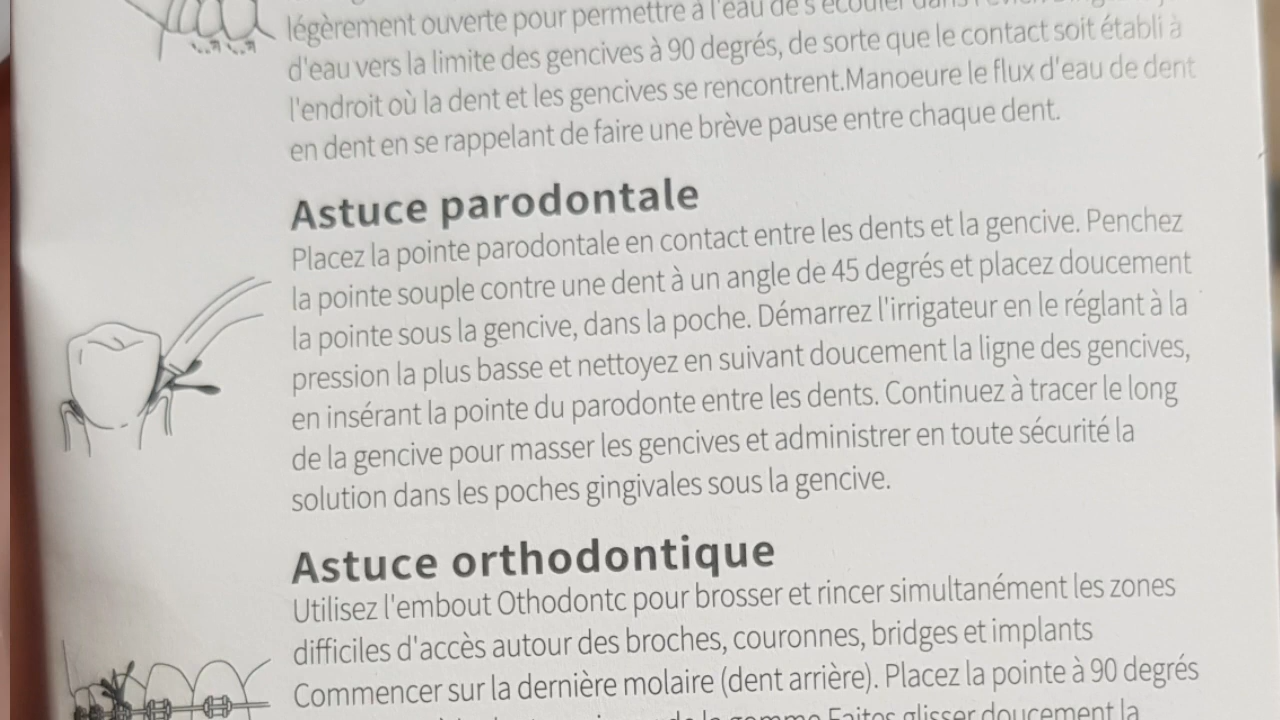 légèrement ouverte pour permettre à l'eau de s'écouler dans
d'eau vers la limite des gencives à 90 degrés, de sorte que le contact soit établi à
l'endroit où la dent et les gencives se rencontrent.Manoeure le flux d'eau de dent
en dent en se rappelant de faire une brève pause entre chaque dent.
Astuce parodontale
Placez la pointe parodontale en contact entre les dents et la gencive. Penchez
la pointe souple contre une dent à un angle de 45 degrés et placez doucement
la pointe sous la gencive, dans la poche. Démarrez l'irrigateur en le réglant à la
pression la plus basse et nettoyez en suivant doucement la ligne des gencives,
en insérant la pointe du parodonte entre les dents. Continuez à tracer le long
de la gencive pour masser les gencives et administrer en toute sécurité la
solution dans les poches gingivales sous la gencive.
Astuce orthodontique
Utilisez l'embout Othodontc pour brosser et rincer simultanément les zones
difficiles d'accès autour des broches, couronnes, bridges et implants
Commencer sur la dernière molaire (dent arrière). Placez la pointe à 90 degrés
de la gomme.Faites glisser doucement la